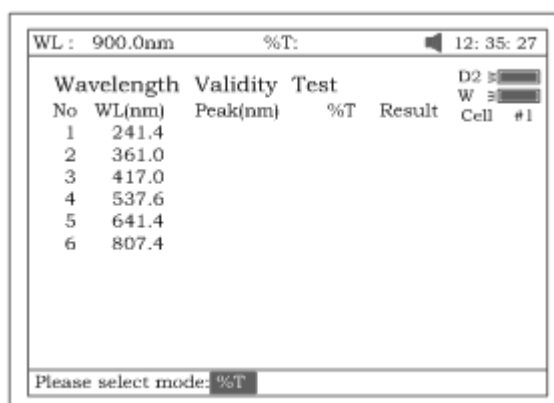 WL: 900.0nm %T: 12: 35: 27
Wavelength Validity Test D2
W
No WL(nm) Peak(nm) %T Result Cell #1
1 241.4
2 361.0
3 417.0
4 537.6
5 641.4
6 807.4
Please select mode: %T